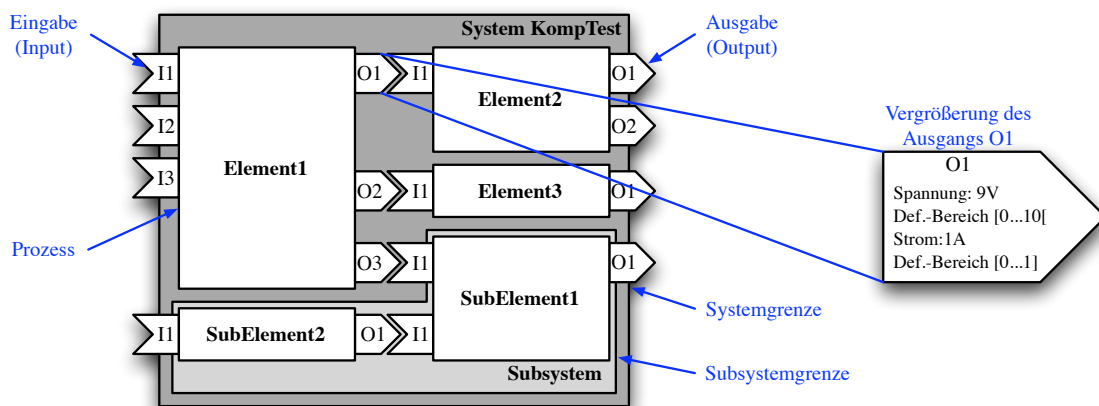 Eingabe
(Input)
System KompTest
Ausgabe
(Output)
I1
O1
I1
O1
Element2
I2
O2
Element1
I3
O2
I1
Element3
O1
Prozess
O3
I1
O1
SubElement1
I1
SubElement2
O1
I1
Subsystem
Systemgrenze
Subsystemgrenze
Vergrößerung des
Ausgangs O1
O1
Spannung: 9V
Def.-Bereich [0...10[
Strom:1A
Def.-Bereich [0...1]